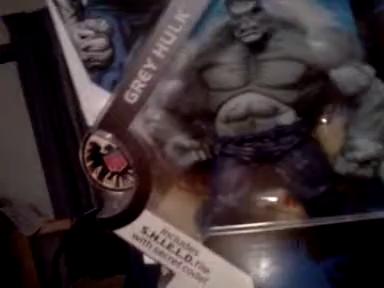 GREY HULK
includes
S.H.I.E.L.D. file
with secret code!